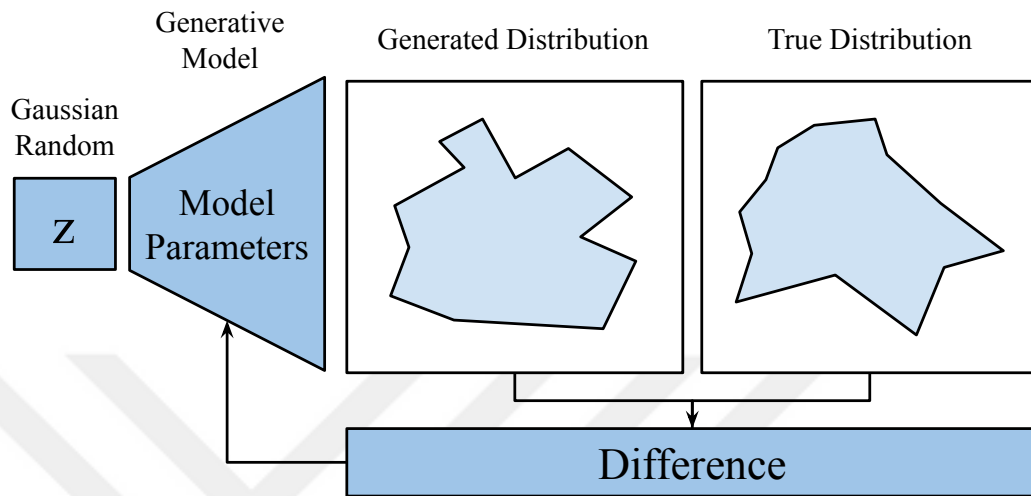 Generative
Model
Generated Distribution
True Distribution
Gaussian
Random
z
Model
Parameters
Difference